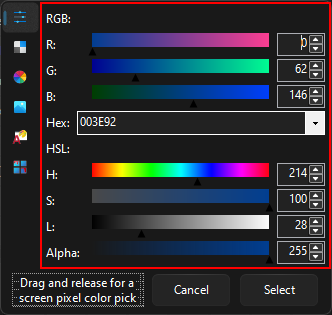 RGB:
R: 0
G: 62
B: 146
Hex: 003E92
HSL:
H: 214
S: 100
L: 28
Alpha: 255
Drag and release for a
screen pixel color pick
Cancel
Select